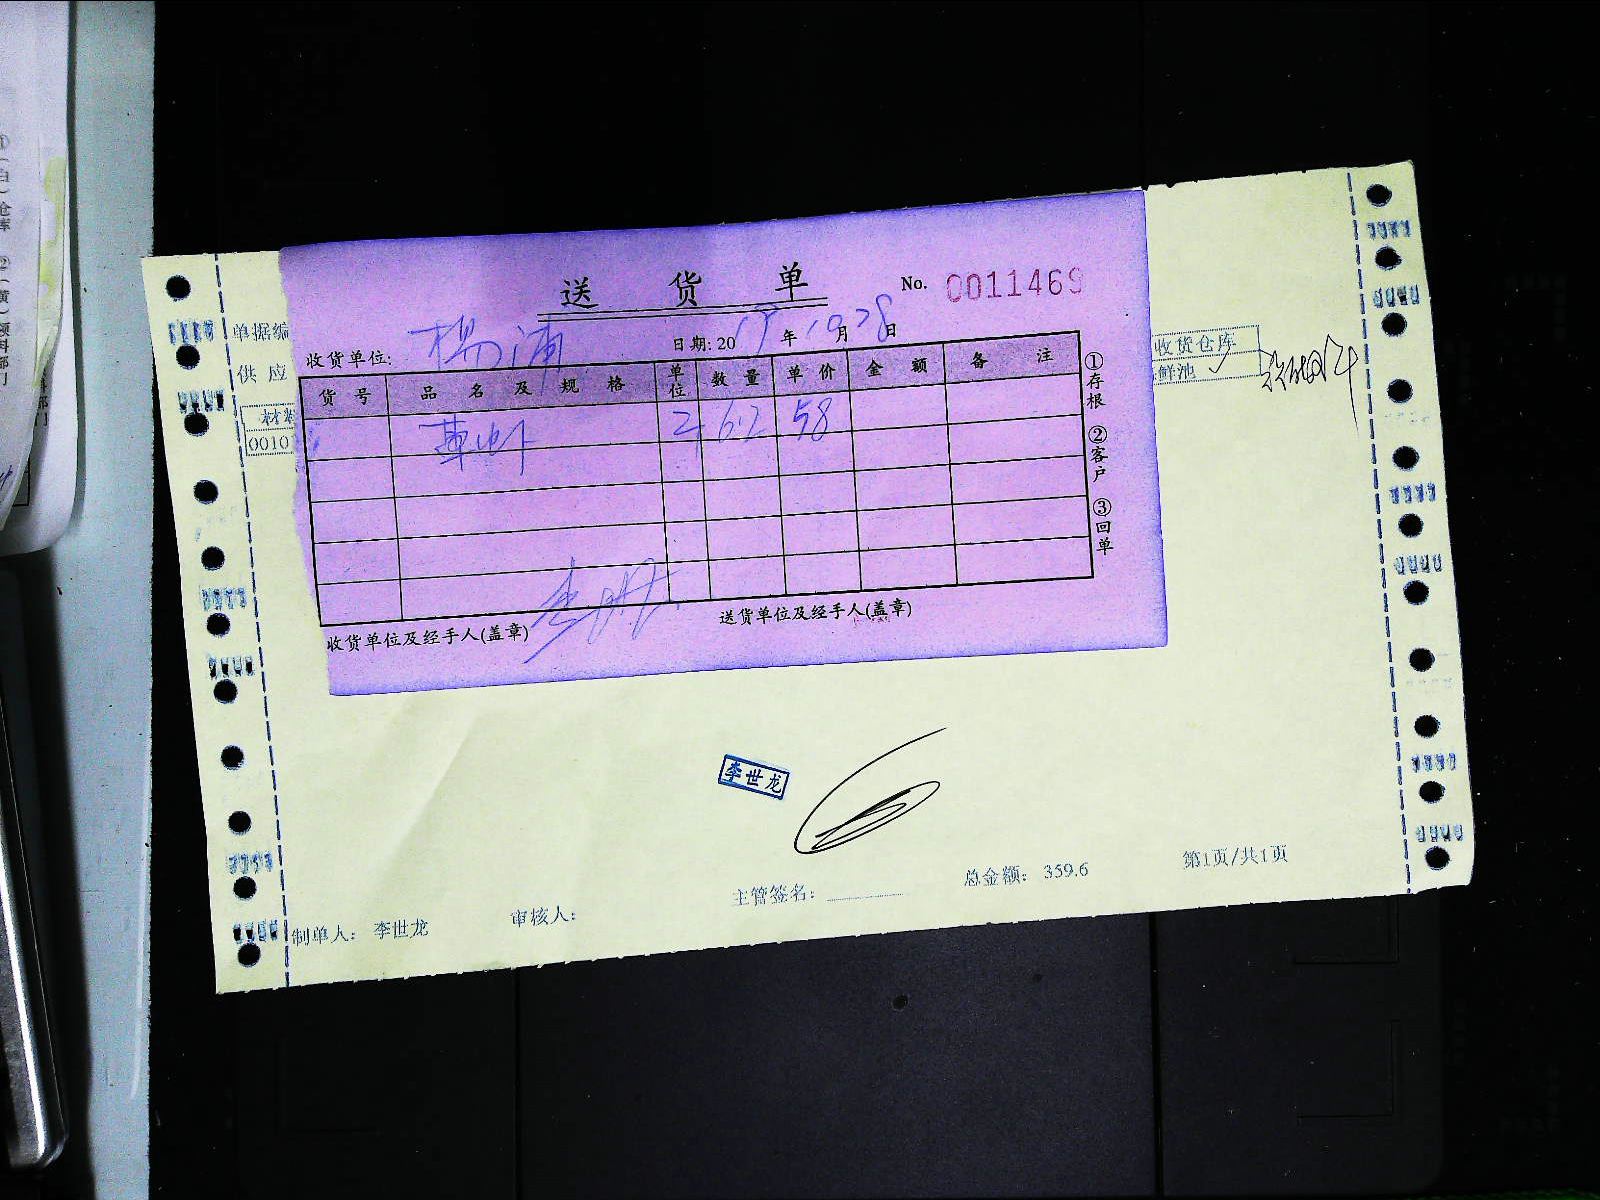 送 货 单
No. 0011469
收货单位: 杨浦
日期: 2019 年 10 月 28 日
货 号 品 名 及 规 格 单位 数 量 单 价 金 额 备 注
斤 6.2 58
①存根 ②客户 ③回单
收货单位及经手人(盖章)
送货单位及经手人(盖章)
单据编
供 应
材料
0010
收货仓库
鲜池
李世龙
制单人: 李世龙
审核人:
主管签名:
总金额: 359.6
第1页/共1页